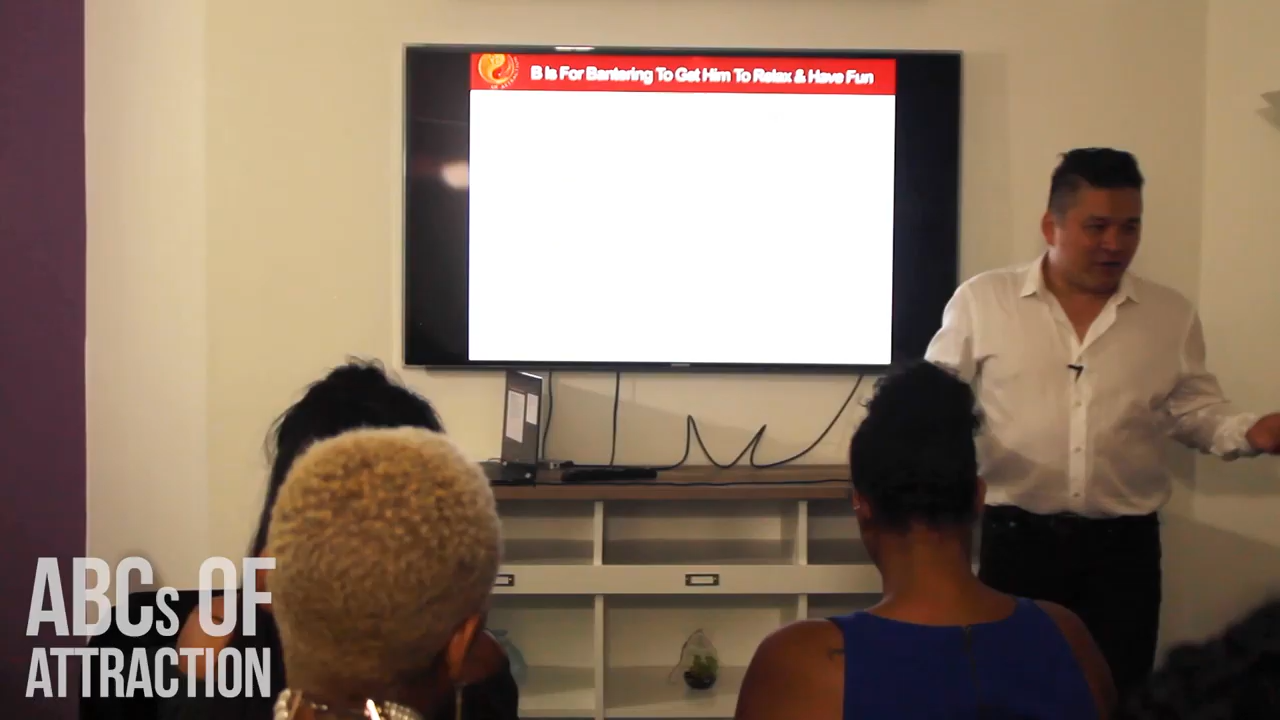 B Is For Bantering To Get Him To Relax & Have Fun
ABCs OF
ATTRACTION